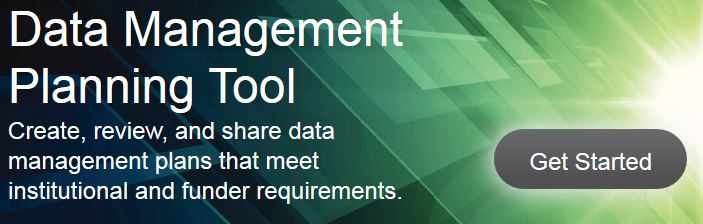 Data Management
Planning Tool
Create, review, and share data
management plans that meet
institutional and funder requirements.
Get Started